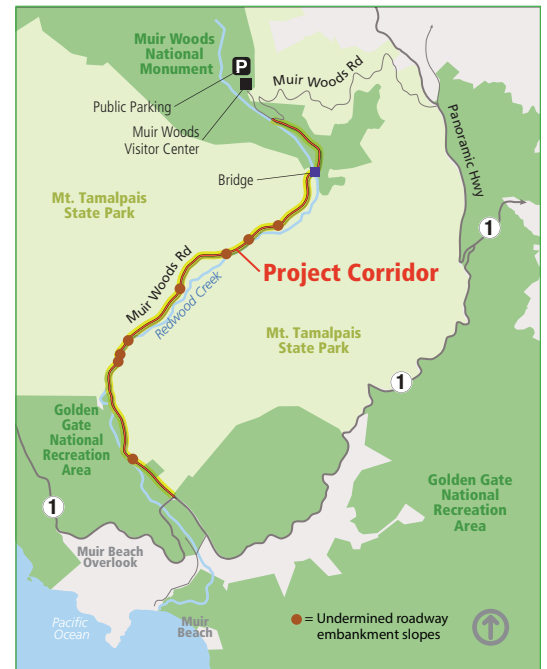 Muir Woods
National
Monument
P
Muir Woods Rd
Public Parking
Muir Woods
Visitor Center
Panoramic Hwy
Bridge
Mt. Tamalpais
State Park
1
Muir Woods Rd
Project Corridor
Redwood Creek
Mt. Tamalpais
State Park
1
Golden
Gate
National
Recreation
Area
Golden Gate
National
Recreation
Area
1
Muir Beach
Overlook
Pacific
Ocean
Muir
Beach
= Undermined roadway
embankment slopes